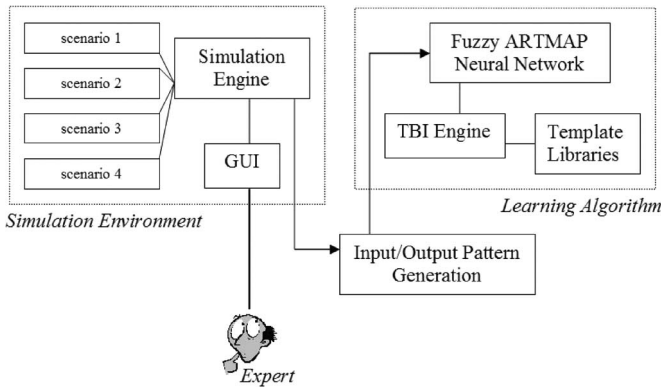 scenario 1
scenario 2
scenario 3
scenario 4
Simulation
Engine
GUI
Simulation Environment
Expert
Fuzzy ARTMAP
Neural Network
TBI Engine
Template
Libraries
Learning Algorithm
Input/Output Pattern
Generation